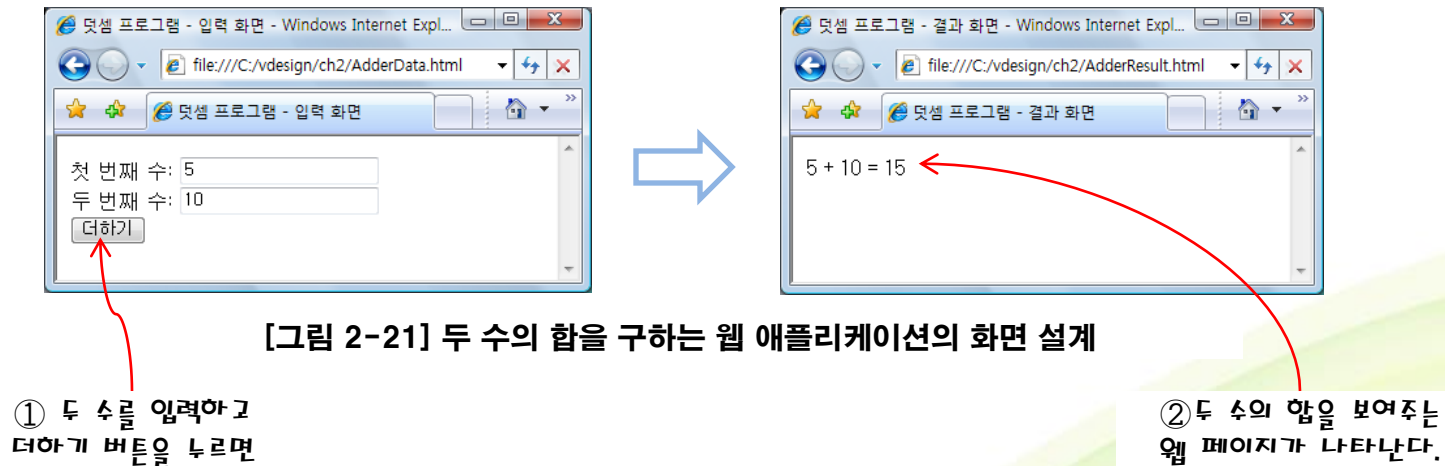 덧셈 프로그램 - 입력 화면 - Windows Internet Expl...
file:///C:/vdesign/ch2/AdderData.html
덧셈 프로그램 - 입력 화면
첫 번째 수: 5
두 번째 수: 10
더하기
덧셈 프로그램 - 결과 화면 - Windows Internet Expl...
file:///C:/vdesign/ch2/AdderResult.html
덧셈 프로그램 - 결과 화면
5 + 10 = 15
[그림 2-21] 두 수의 합을 구하는 웹 애플리케이션의 화면 설계
① 두 수를 입력하고
더하기 버튼을 누르면
②두 수의 합을 보여주는
웹 페이지가 나타난다.